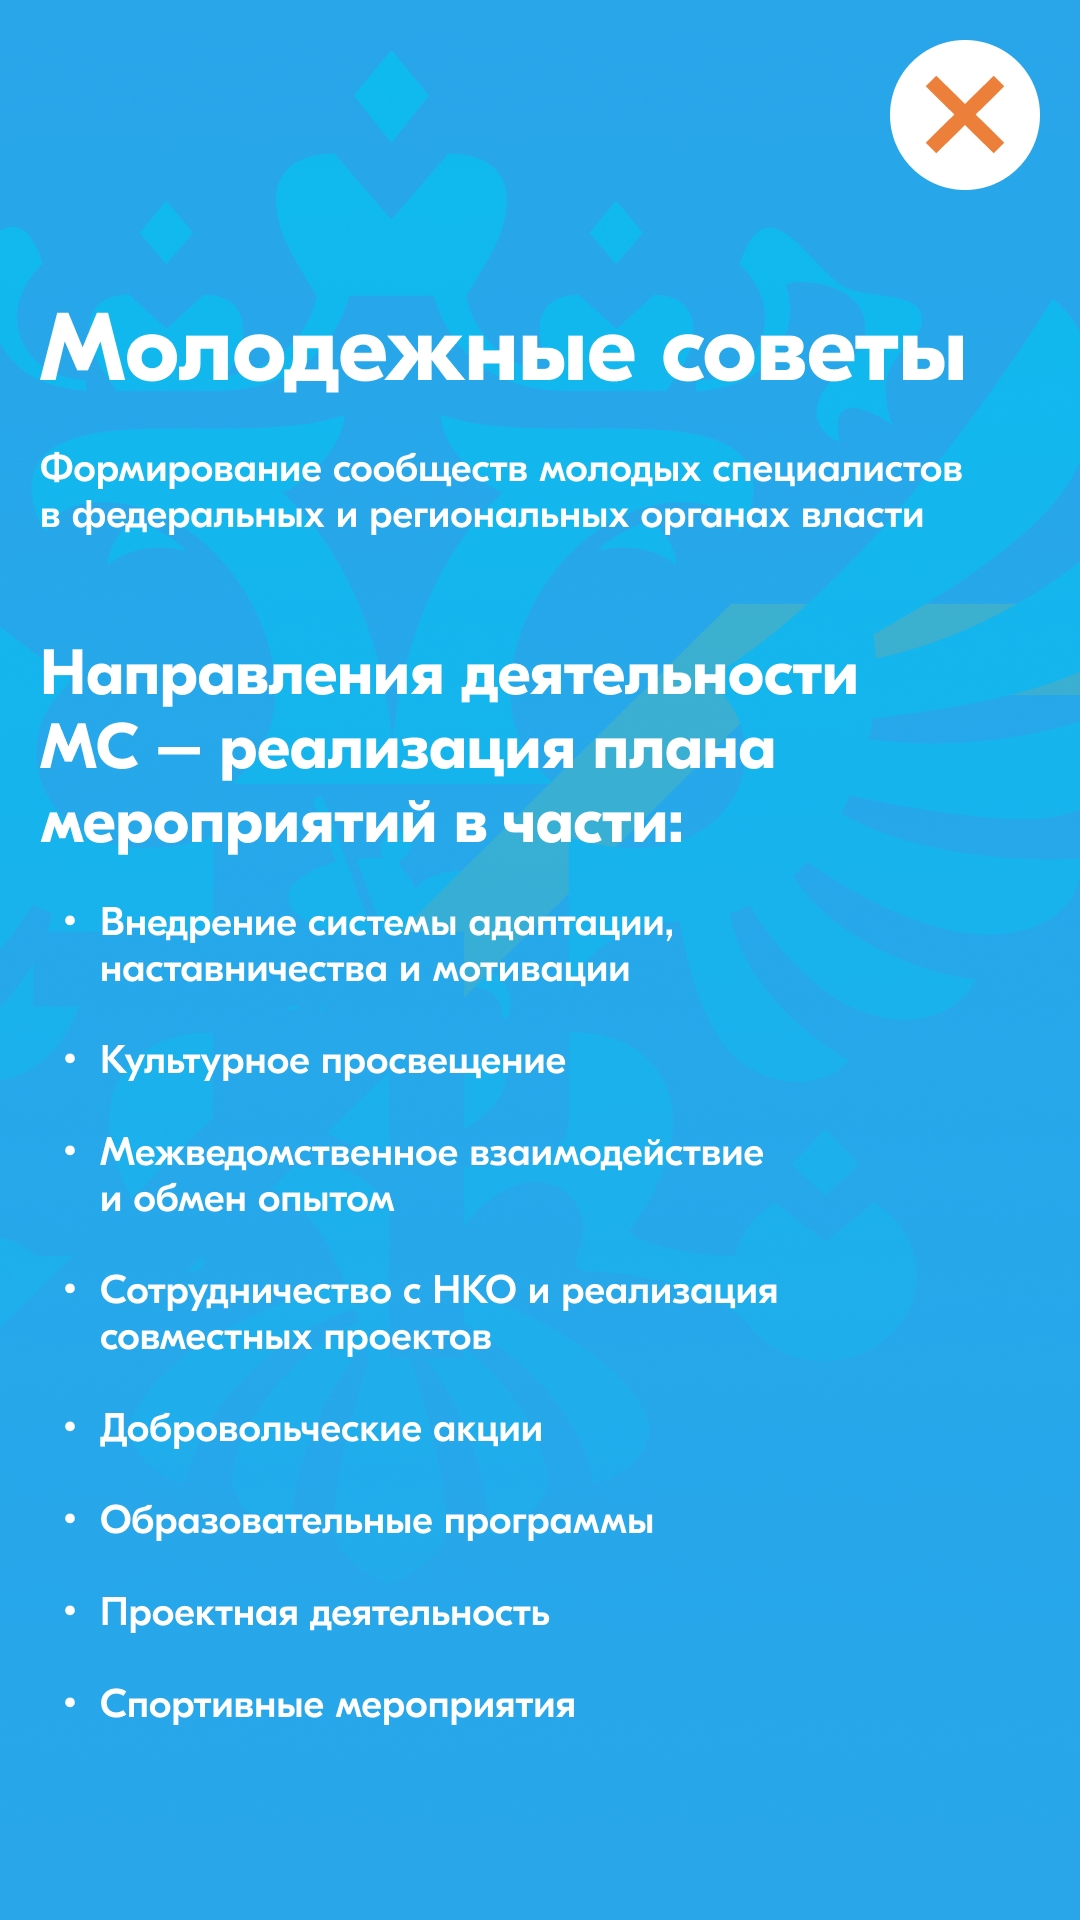 Молодежные советы
Формирование сообществ молодых специалистов
в федеральных и региональных органах власти
Направления деятельности
МС – реализация плана
мероприятий в части:
• Внедрение системы адаптации,
наставничества и мотивации
• Культурное просвещение
• Межведомственное взаимодействие
и обмен опытом
• Сотрудничество с НКО и реализация
совместных проектов
• Добровольческие акции
• Образовательные программы
• Проектная деятельность
• Спортивные мероприятия